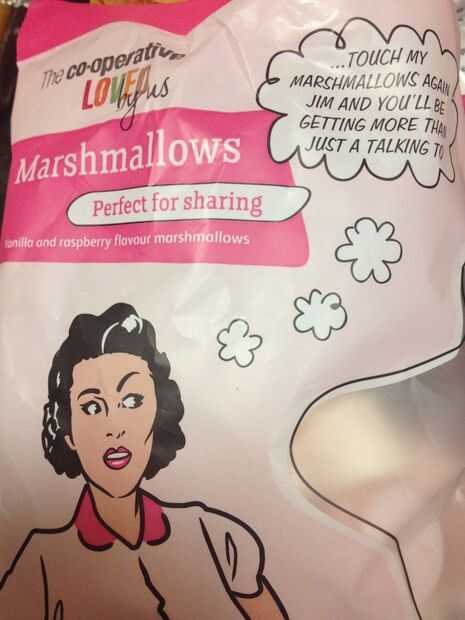 The co-operative
LOVED
by us
...TOUCH MY
MARSHMALLOWS AGAIN
JIM AND YOU'LL BE
GETTING MORE THAN
JUST A TALKING TO
Marshmallows
Perfect for sharing
vanilla and raspberry flavour marshmallows